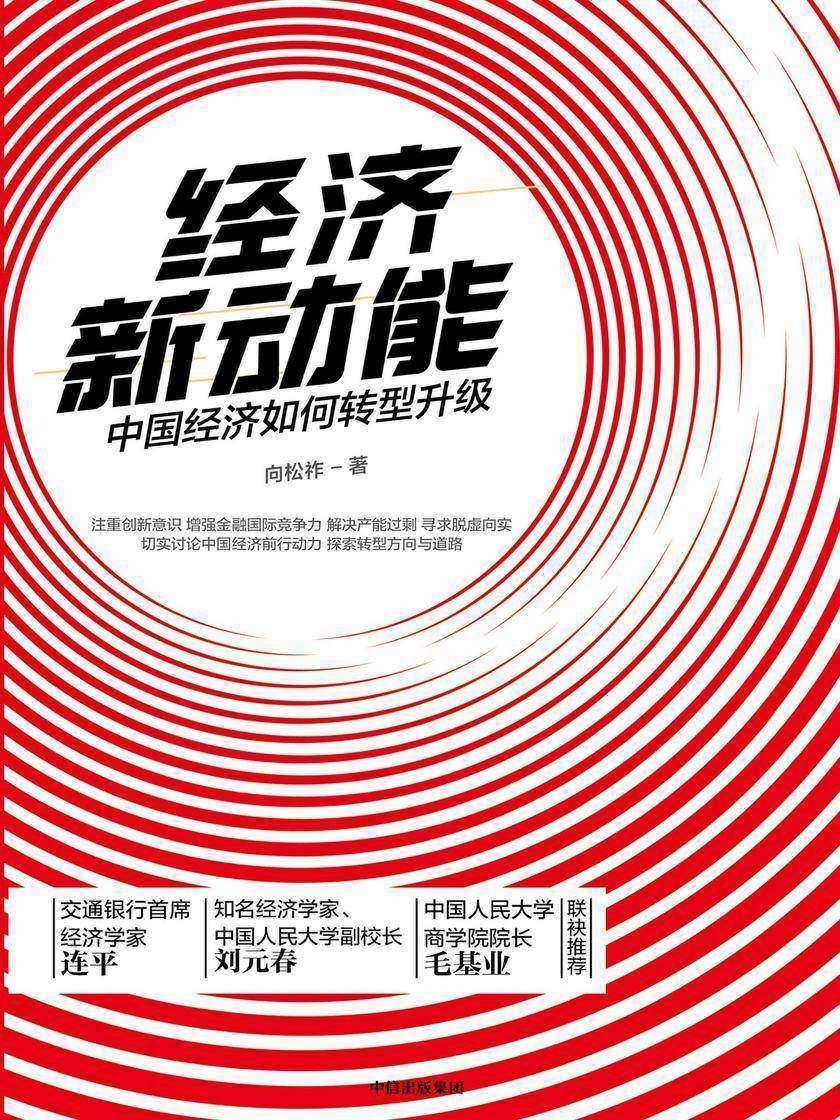 经济
新动能
中国经济如何转型升级
向松祚－著
注重创新意识 增强金融国际竞争力 解决产能过剩 寻求脱虚向实
切实讨论中国经济前行动力 探索转型方向与道路
交通银行首席
经济学家
连平
知名经济学家、
中国人民大学副校长
刘元春
中国人民大学
商学院院长
毛基业
联袂推荐
中信出版集团